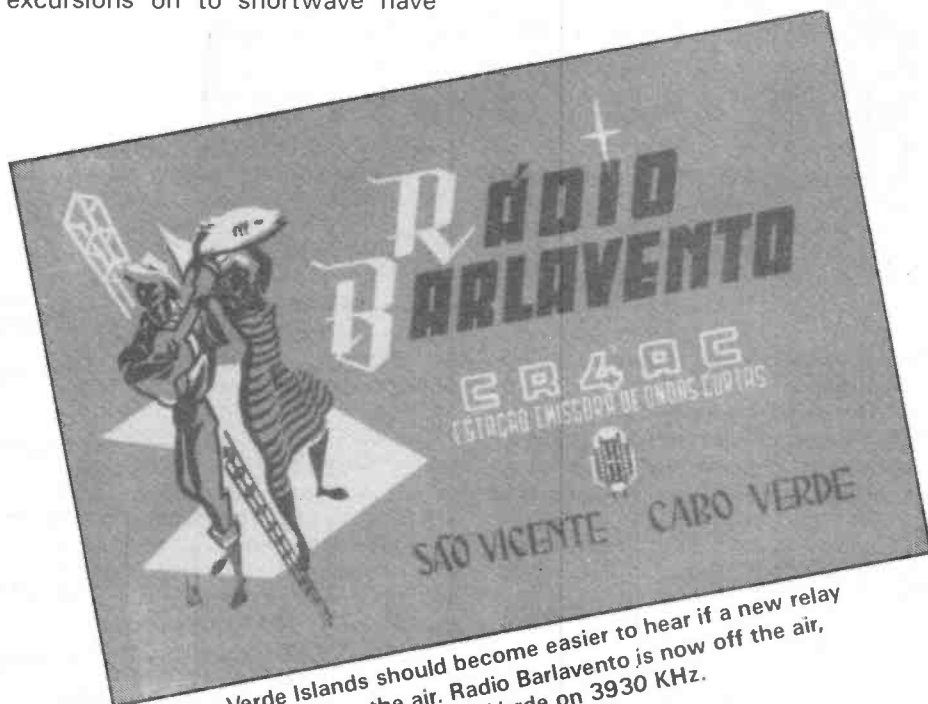 excursions on to shortwave have
RÁDIO
BARLAVENTO
CR4AC
ESTAÇÃO EMISSORA DE ONDAS CURTAS
SÃO VICENTE CABO VERDE
Verde Islands should become easier to hear if a new relay
the air. Radio Barlavento is now off the air,
on 3930 KHz.